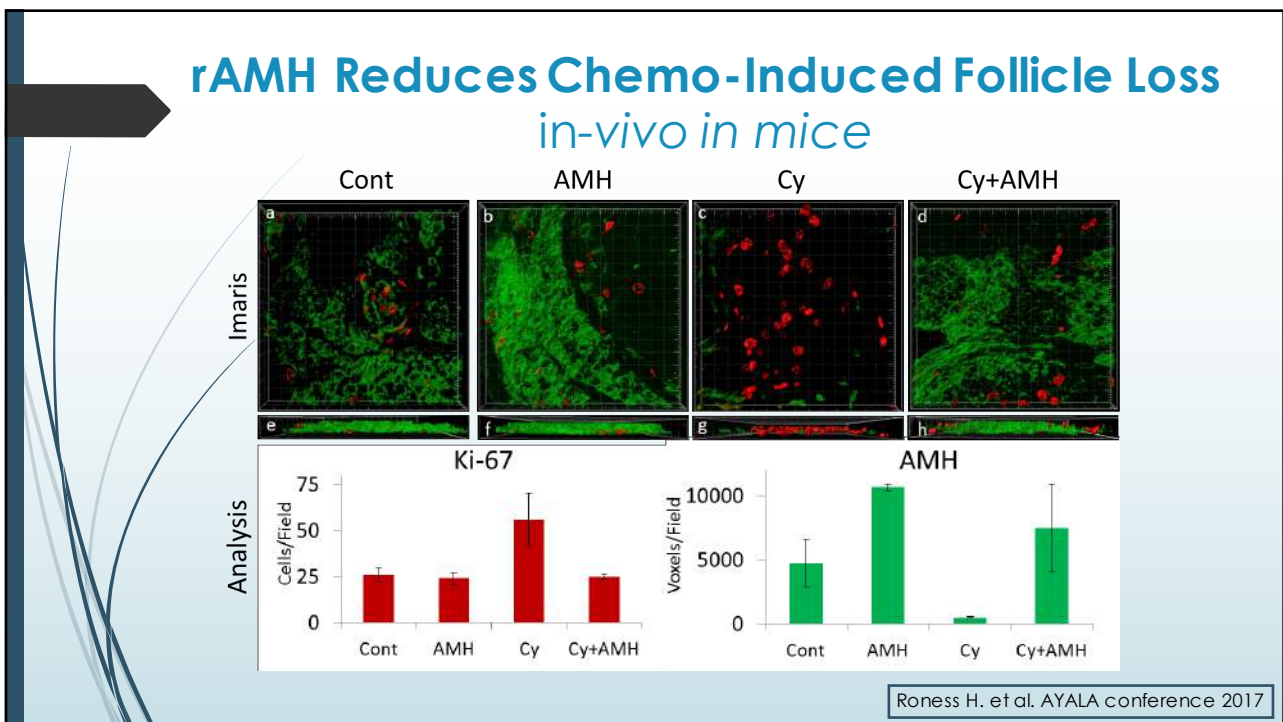 rAMH Reduces Chemo-Induced Follicle Loss
in-vivo in mice
Cont AMH Cy Cy+AMH
Imaris
a b c d
e f g h
Analysis
Ki-67
Cells/Field
75
50
25
0
Cont AMH Cy Cy+AMH
AMH
Voxels/Field
10000
5000
0
Cont AMH Cy Cy+AMH
Roness H. et al. AYALA conference 2017